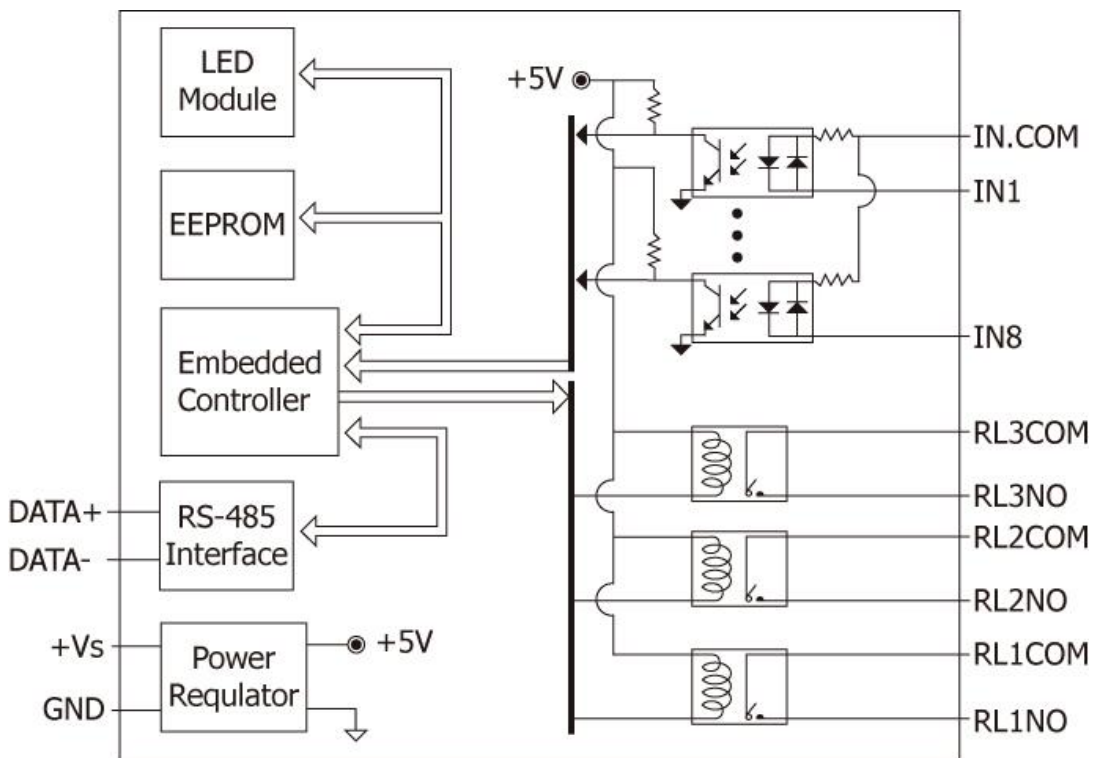 LED
Module
EEPROM
Embedded
Controller
RS-485
Interface
Power
Requlator
DATA+
DATA-
+Vs
GND
+5V
+5V
IN.COM
IN1
IN8
RL3COM
RL3NO
RL2COM
RL2NO
RL1COM
RL1NO